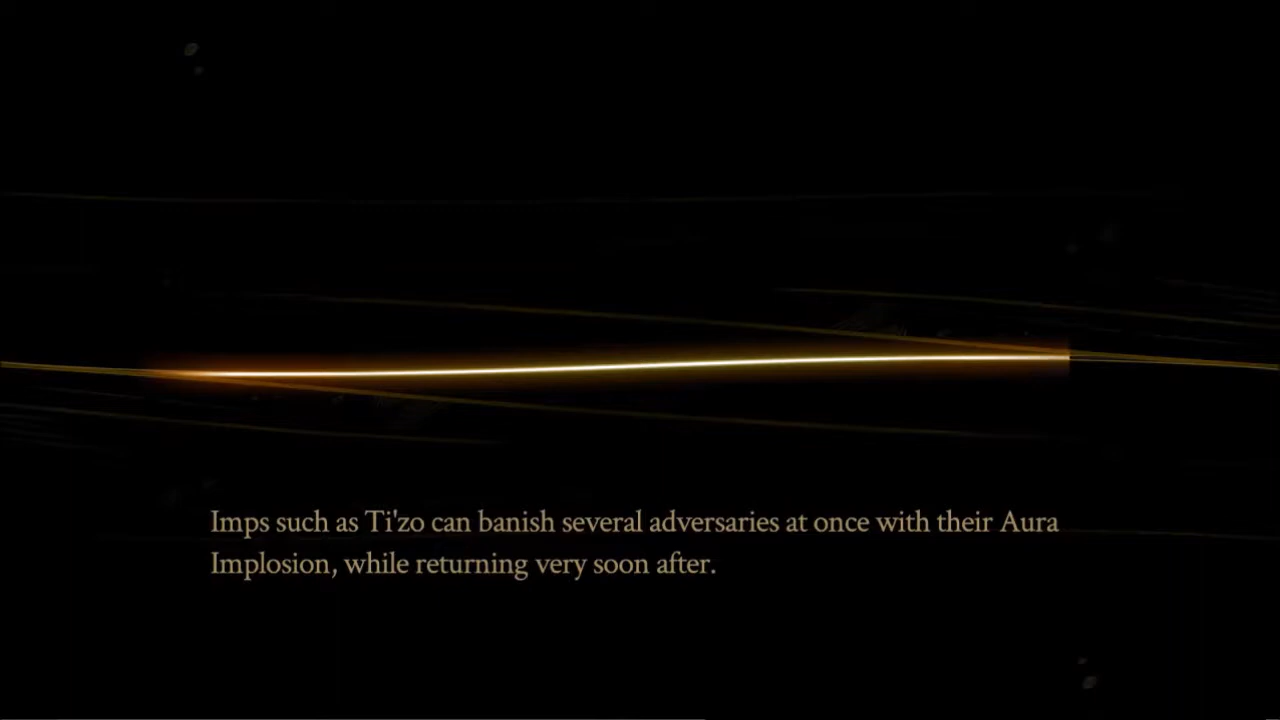 Imps such as Ti'zo can banish several adversaries at once with their Aura
Implosion, while returning very soon after.